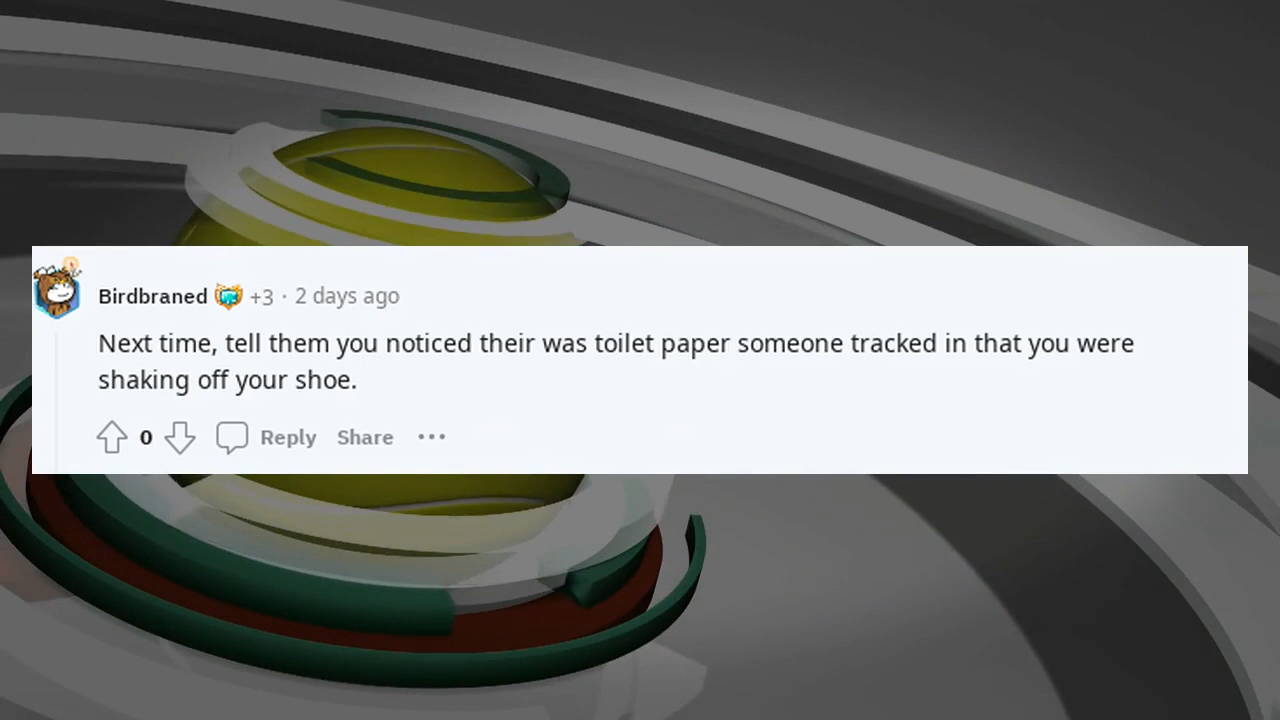 Birdbraned +3 · 2 days ago
Next time, tell them you noticed their was toilet paper someone tracked in that you were
shaking off your shoe.
0 Reply Share ···